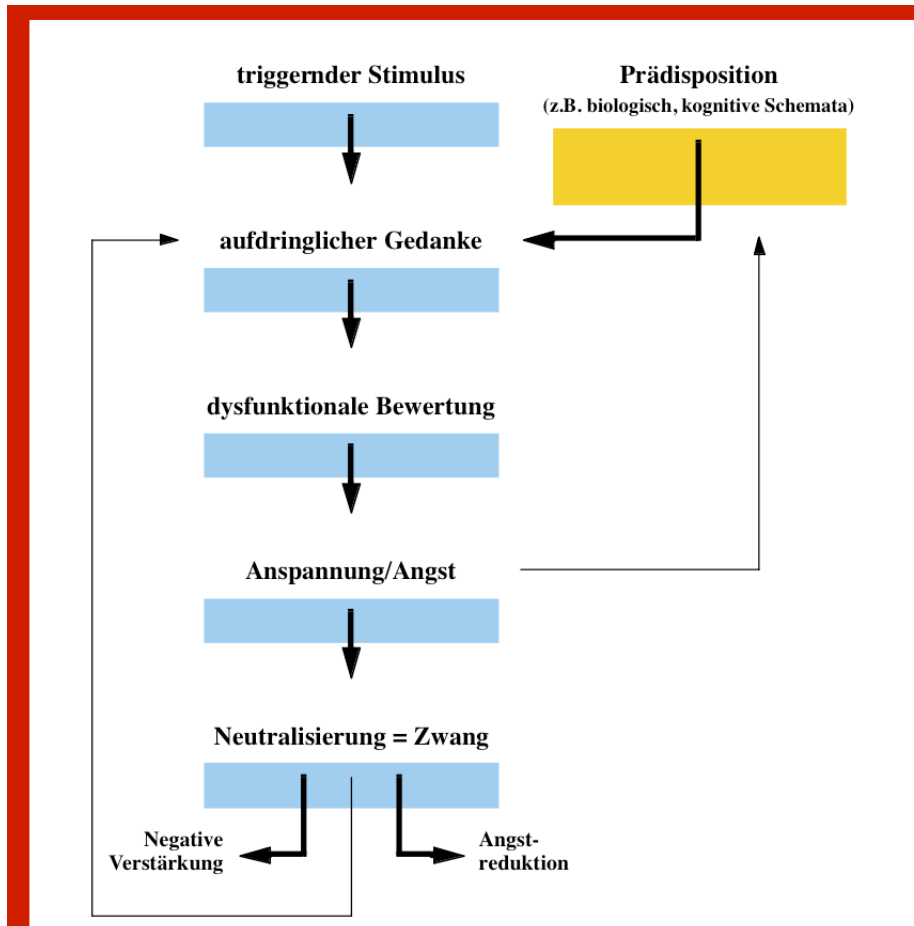 triggernder Stimulus
Prädisposition
(z.B. biologisch, kognitive Schemata)
aufdringlicher Gedanke
dysfunktionale Bewertung
Anspannung/Angst
Neutralisierung = Zwang
Negative
Verstärkung
Angst-
reduktion